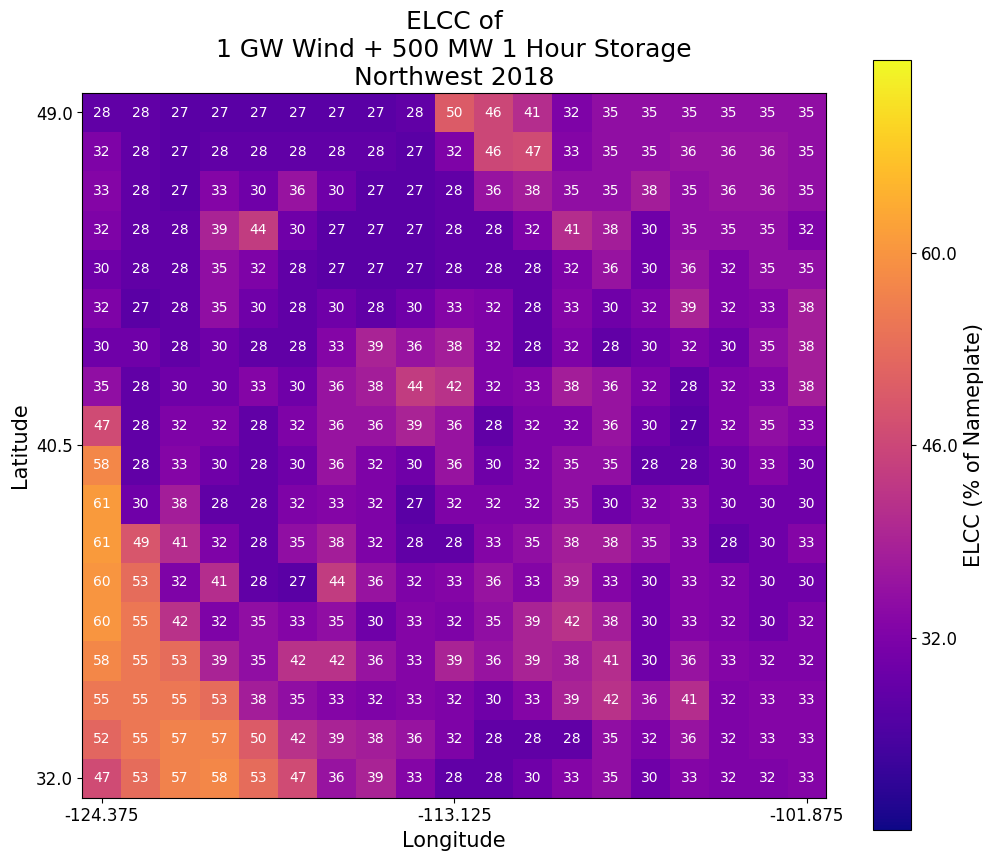 ELCC of
1 GW Wind + 500 MW 1 Hour Storage
Northwest 2018
49.0 28 28 27 27 27 27 27 27 28 50 46 41 32 35 35 35 35 35 35
32 28 27 28 28 28 28 28 27 32 46 47 33 35 35 36 36 36 35
33 28 27 33 30 36 30 27 27 28 36 38 35 35 38 35 36 36 35
32 28 28 39 44 30 27 27 27 28 28 32 41 38 30 35 35 35 32
60.0
30 28 28 35 32 28 27 27 27 28 28 28 32 36 30 36 32 35 35
32 27 28 35 30 28 30 28 30 33 32 28 33 30 32 39 32 33 38
30 30 28 30 28 28 33 39 36 38 32 28 32 28 30 32 30 35 38
35 28 30 30 33 30 36 38 44 42 32 33 38 36 32 28 32 33 38
47 28 32 32 28 32 36 36 39 36 28 32 32 36 30 27 32 35 33
40.5
46.0
58 28 33 30 28 30 36 32 30 36 30 32 35 35 28 28 30 33 30
61 30 38 28 28 32 33 32 27 32 32 32 35 30 32 33 30 30 30
61 49 41 32 28 35 38 32 28 28 33 35 38 38 35 33 28 30 33
60 53 32 41 28 27 44 36 32 33 36 33 39 33 30 33 32 30 30
60 55 42 32 35 33 35 30 33 32 35 39 42 38 30 33 32 30 32
32.0
58 55 53 39 35 42 42 36 33 39 36 39 38 41 30 36 33 32 32
55 55 55 53 38 35 33 32 33 32 30 33 39 42 36 41 32 33 33
52 55 57 57 50 42 39 38 36 32 28 28 28 35 32 36 32 33 33
32.0 47 53 57 58 53 47 36 39 33 28 28 30 33 35 30 33 32 32 33
-124.375 -113.125 -101.875
Longitude
Latitude
ELCC (% of Nameplate)